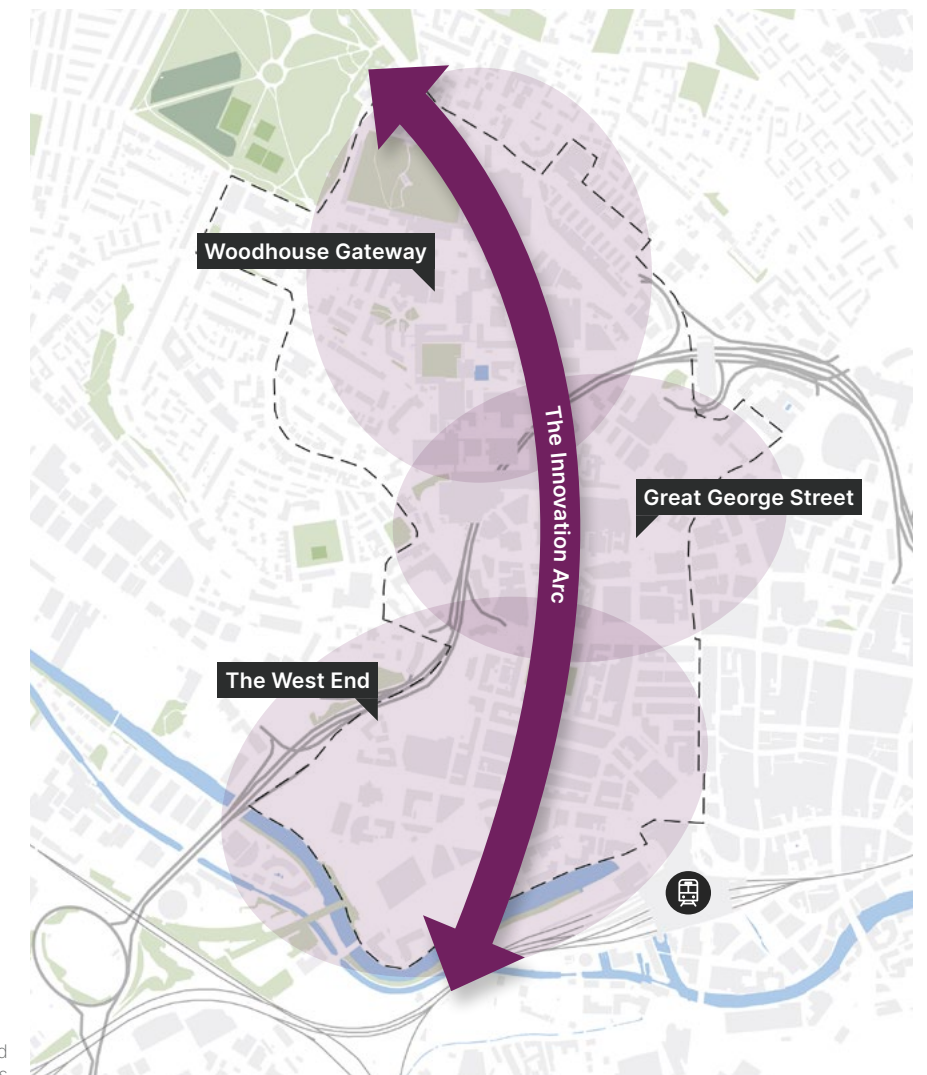 Woodhouse Gateway
The Innovation Arc
Great George Street
The West End